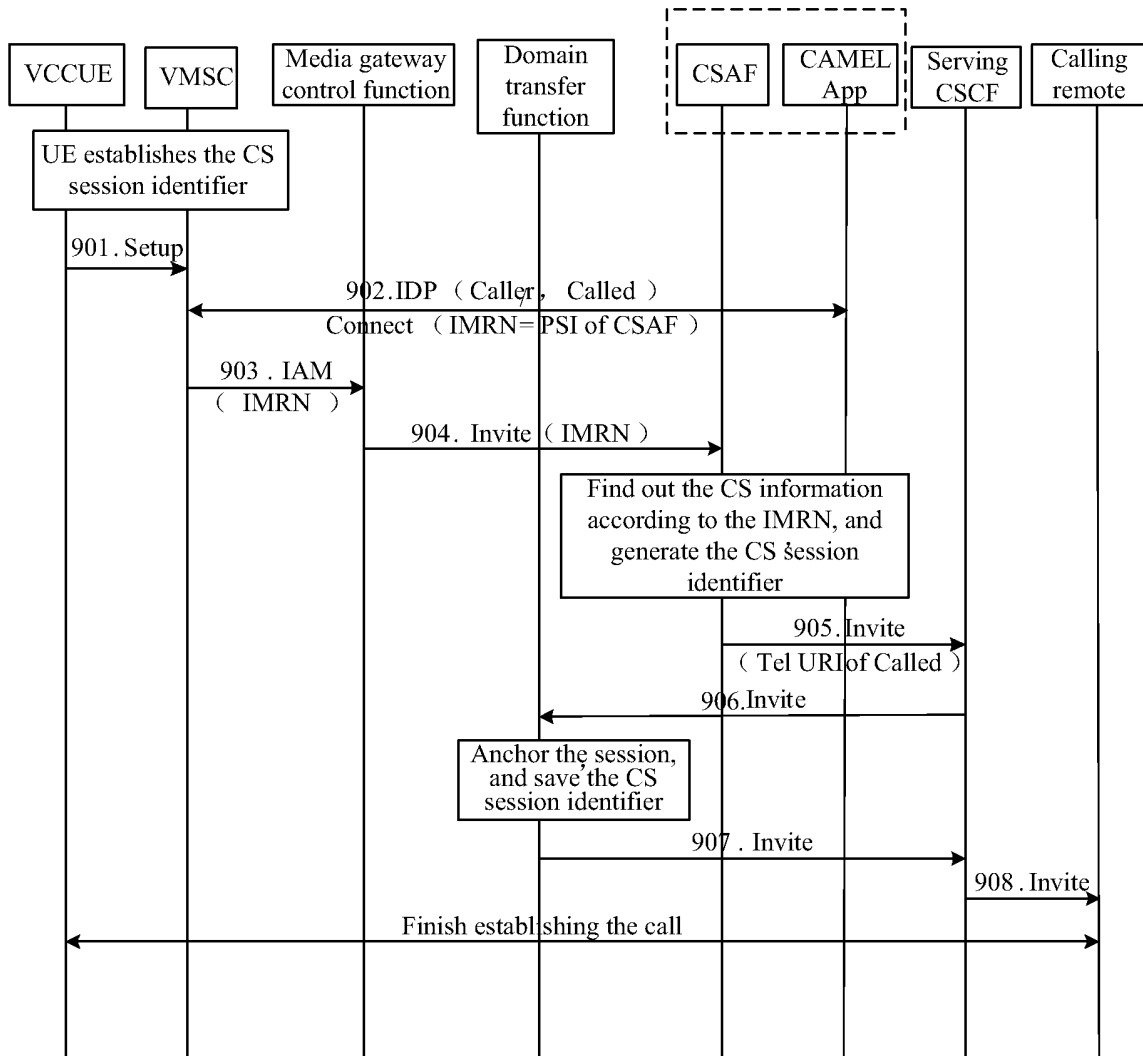 VCCUE
VMSC
Media gateway
control function
Domain
transfer
function
CSAF
CAMEL
App
Serving
CSCF
Calling
remote
UE establishes the CS
session identifier
901.Setup
902.IDP（Caller，Called）
Connect （IMRN=PSI of CSAF）
903．IAM
（ IMRN ）
904．Invite（IMRN）
Find out the CS information
according to the IMRN, and
generate the CS session
identifier
905.Invite
（Tel URIof Called）
906.Invite
Anchor the session,
and save the CS
session identifier
907．Invite
908．Invite
Finish establishing the call